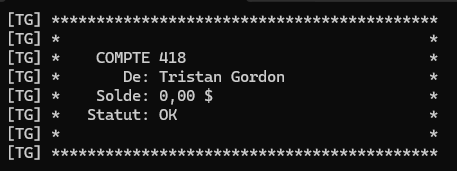 [TG] *******************************************
[TG] *                                         *
[TG] *    COMPTE 418                           *
[TG] *       De: Tristan Gordon                *
[TG] *    Solde: 0,00 $                        *
[TG] *   Statut: OK                            *
[TG] *                                         *
[TG] *******************************************